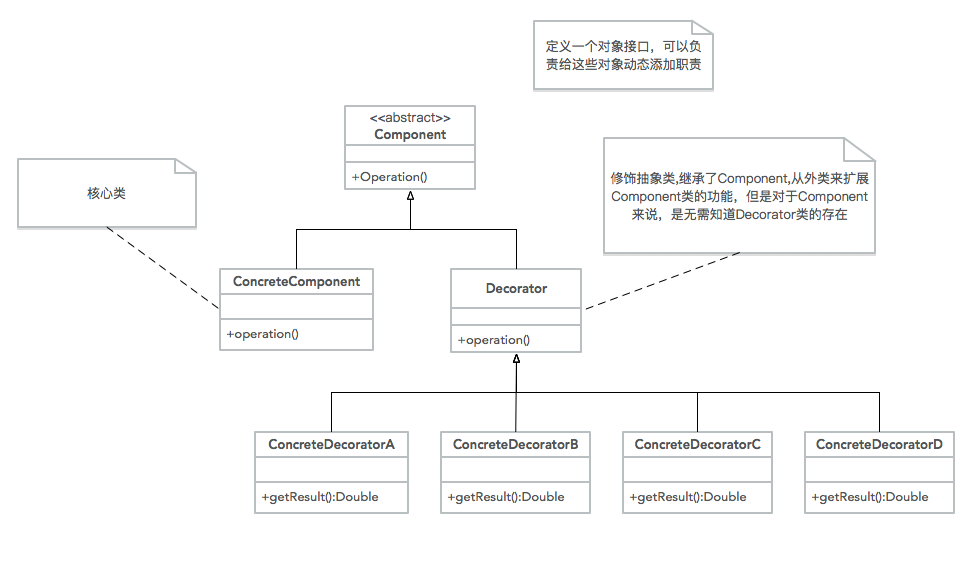 定义一个对象接口，可以负
责给这些对象动态添加职责
<<abstract>>
Component
+Operation()
核心类
修饰抽象类,继承了Component,从外类来扩展
Component类的功能，但是对于Component
来说，是无需知道Decorator类的存在
ConcreteComponent
+operation()
Decorator
+operation()
ConcreteDecoratorA
+getResult():Double
ConcreteDecoratorB
+getResult():Double
ConcreteDecoratorC
+getResult():Double
ConcreteDecoratorD
+getResult():Double